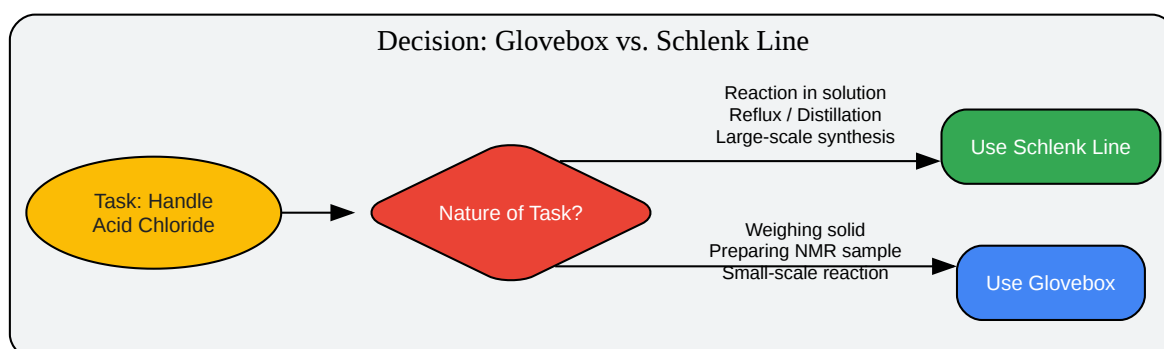 Decision: Glovebox vs. Schlenk Line
Task: Handle
Acid Chloride
Nature of Task?
Reaction in solution
Reflux / Distillation
Large-scale synthesis
Use Schlenk Line
Weighing solid
Preparing NMR sample
Small-scale reaction
Use Glovebox